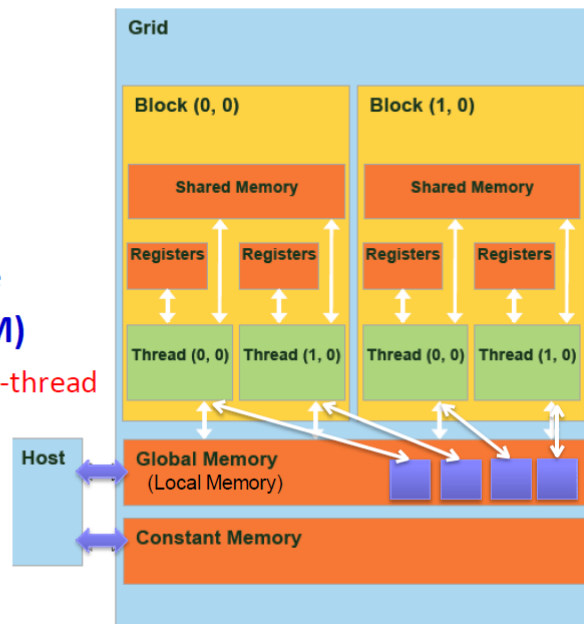 Grid
Block (0, 0)
Block (1, 0)
Shared Memory
Shared Memory
Registers
Registers
Registers
Registers
M)
Thread (0, 0)
Thread (1, 0)
Thread (0, 0)
Thread (1, 0)
-thread
Host
Global Memory
(Local Memory)
Constant Memory